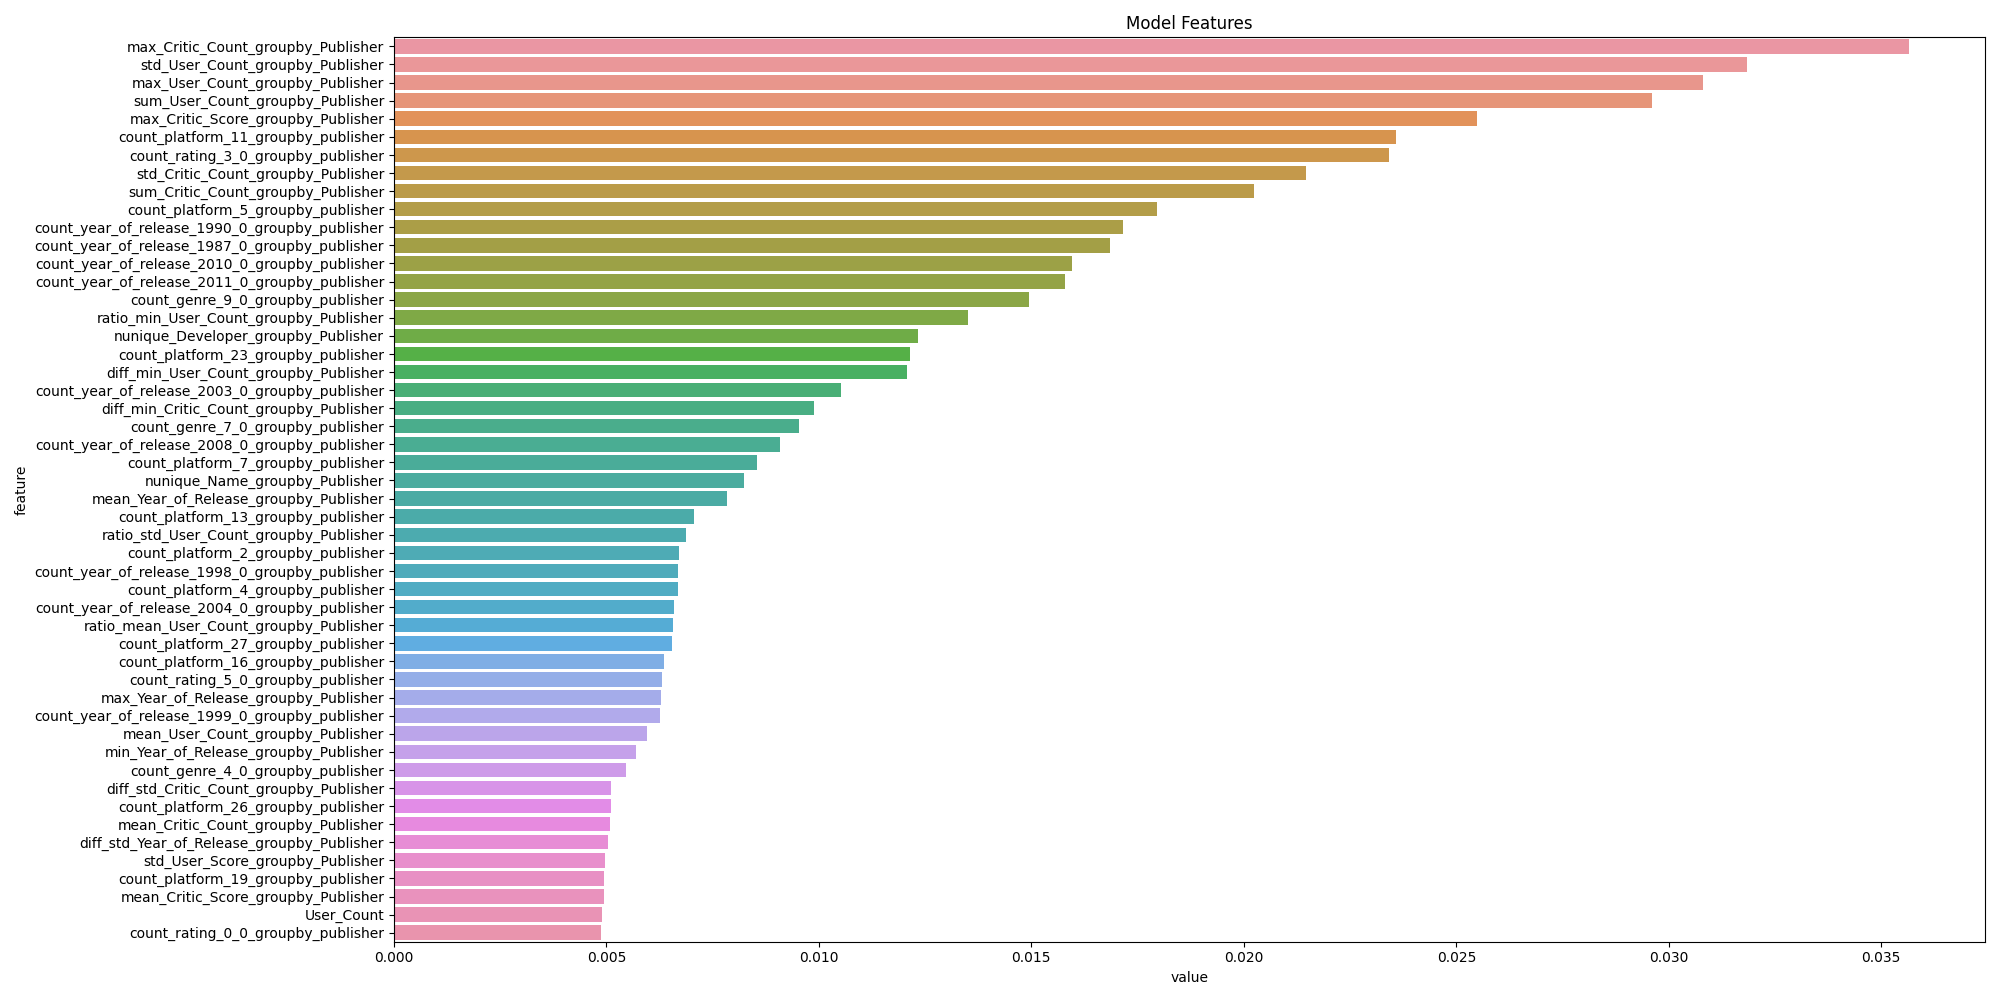 Model Features
max_Critic_Count_groupby_Publisher
std_User_Count_groupby_Publisher
max_User_Count_groupby_Publisher
sum_User_Count_groupby_Publisher
max_Critic_Score_groupby_Publisher
count_platform_11_groupby_publisher
count_rating_3_0_groupby_publisher
std_Critic_Count_groupby_Publisher
sum_Critic_Count_groupby_Publisher
count_platform_5_groupby_publisher
count_year_of_release_1990_0_groupby_publisher
count_year_of_release_1987_0_groupby_publisher
count_year_of_release_2010_0_groupby_publisher
count_year_of_release_2011_0_groupby_publisher
count_genre_9_0_groupby_publisher
ratio_min_User_Count_groupby_Publisher
nunique_Developer_groupby_Publisher
count_platform_23_groupby_publisher
diff_min_User_Count_groupby_Publisher
count_year_of_release_2003_0_groupby_publisher
diff_min_Critic_Count_groupby_Publisher
count_genre_7_0_groupby_publisher
count_year_of_release_2008_0_groupby_publisher
count_platform_7_groupby_publisher
nunique_Name_groupby_Publisher
mean_Year_of_Release_groupby_Publisher
count_platform_13_groupby_publisher
ratio_std_User_Count_groupby_Publisher
count_platform_2_groupby_publisher
count_year_of_release_1998_0_groupby_publisher
count_platform_4_groupby_publisher
count_year_of_release_2004_0_groupby_publisher
ratio_mean_User_Count_groupby_Publisher
count_platform_27_groupby_publisher
count_platform_16_groupby_publisher
count_rating_5_0_groupby_publisher
max_Year_of_Release_groupby_Publisher
count_year_of_release_1999_0_groupby_publisher
mean_User_Count_groupby_Publisher
min_Year_of_Release_groupby_Publisher
count_genre_4_0_groupby_publisher
diff_std_Critic_Count_groupby_Publisher
count_platform_26_groupby_publisher
mean_Critic_Count_groupby_Publisher
diff_std_Year_of_Release_groupby_Publisher
std_User_Score_groupby_Publisher
count_platform_19_groupby_publisher
mean_Critic_Score_groupby_Publisher
User_Count
count_rating_0_0_groupby_publisher
feature
0.000 0.005 0.010 0.015 0.020 0.025 0.030 0.035
value